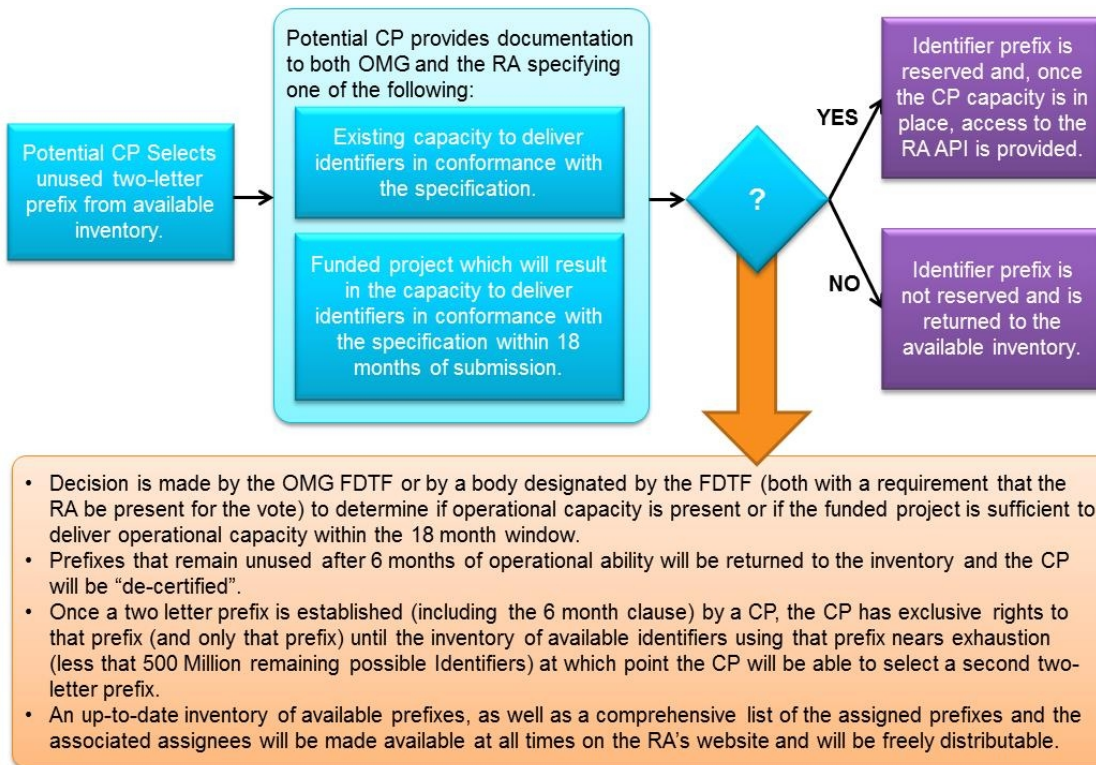 Potential CP Selects
unused two-letter
prefix from available
inventory.
Potential CP provides documentation
to both OMG and the RA specifying
one of the following:
Existing capacity to deliver
identifiers in conformance with
the specification.
Funded project which will result
in the capacity to deliver
identifiers in conformance with
the specification within 18
months of submission.
?
YES
NO
Identifier prefix is
reserved and, once
the CP capacity is in
place, access to the
RA API is provided.
Identifier prefix is
not reserved and is
returned to the
available inventory.
• Decision is made by the OMG FDTF or by a body designated by the FDTF (both with a requirement that the
RA be present for the vote) to determine if operational capacity is present or if the funded project is sufficient to
deliver operational capacity within the 18 month window.
• Prefixes that remain unused after 6 months of operational ability will be returned to the inventory and the CP
will be “de-certified”.
• Once a two letter prefix is established (including the 6 month clause) by a CP, the CP has exclusive rights to
that prefix (and only that prefix) until the inventory of available identifiers using that prefix nears exhaustion
(less that 500 Million remaining possible Identifiers) at which point the CP will be able to select a second two-
letter prefix.
• An up-to-date inventory of available prefixes, as well as a comprehensive list of the assigned prefixes and the
associated assignees will be made available at all times on the RA’s website and will be freely distributable.